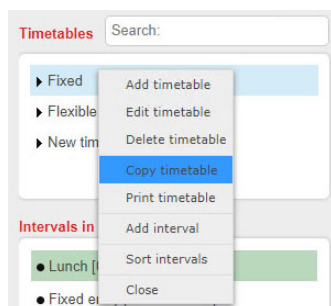 Timetables Search:
Fixed
Add timetable
Flexible
Edit timetable
New tim
Delete timetable
Copy timetable
Print timetable
Intervals in
Add interval
Sort intervals
Lunch [
Close
Fixed e